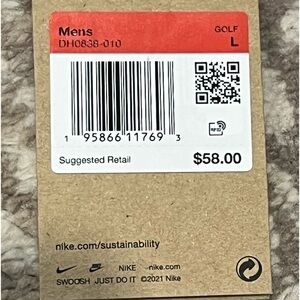 Mens
GOLF
DH0838-010
L
RFID
1 95866 11769 3
Suggested Retail
$58.00
nike.com/sustainability
NIKE nike.com
SWOOSH JUST DO IT ©2021 Nike